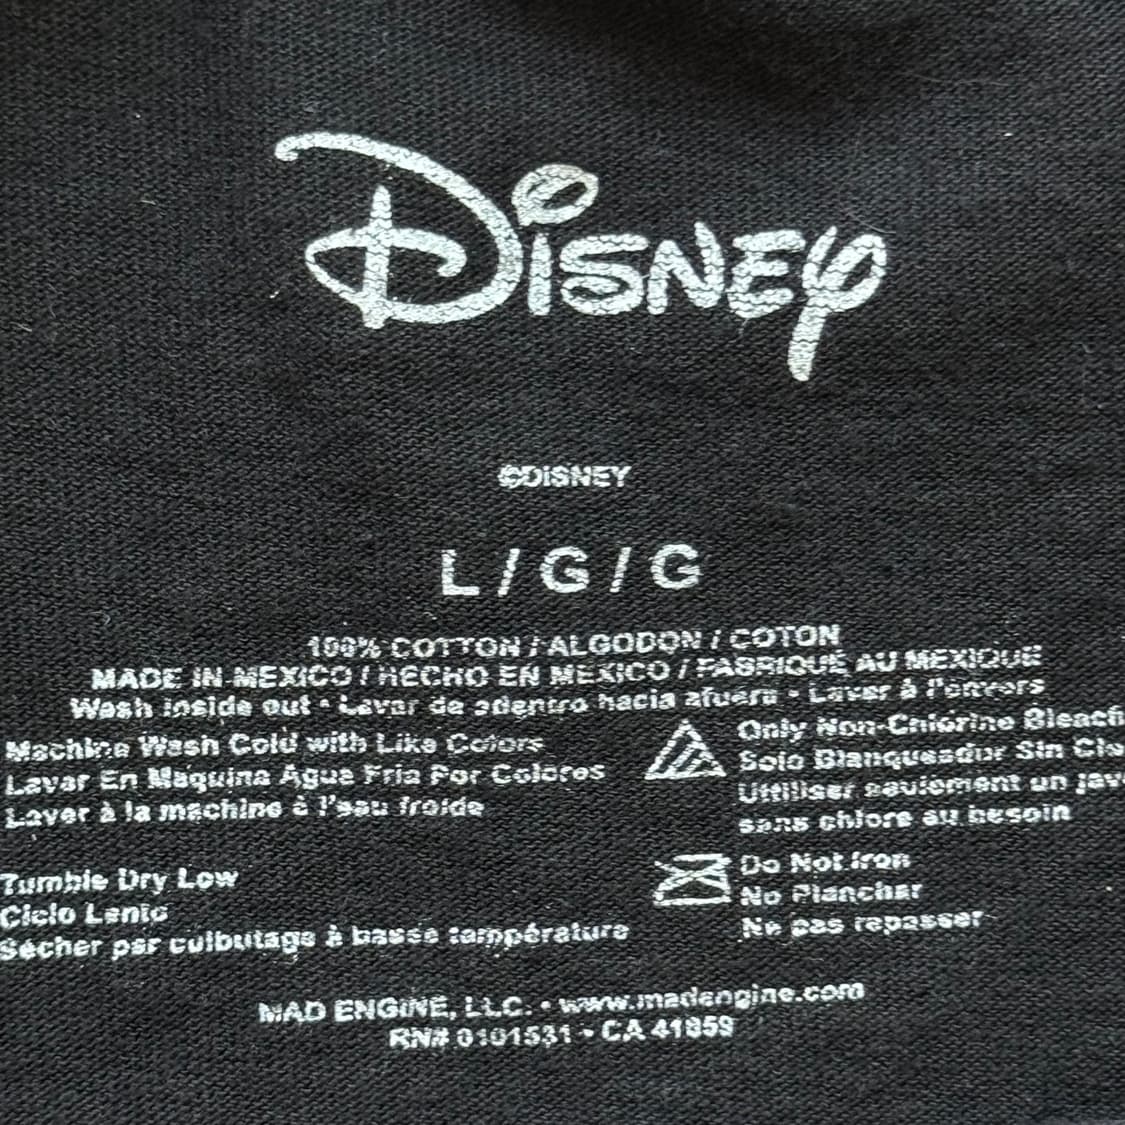 Disney
©DISNEY
L / G / G
100% COTTON / ALGODON / COTON
MADE IN MEXICO / HECHO EN MEXICO / FABRIQUÉ AU MEXIQUE
Wash inside out • Lavar de adentro hacia afuera • Laver à l'envers
Machine Wash Cold with Like Colors
Lavar En Maquina Agua Fria Por Colores
Laver à la machine à l'eau froide
Only Non-Chlorine Bleach
Solo Blanqueador Sin
Uttiliser seulement un
sans chlore au besoin
Tumble Dry Low
Ciclo Lento
Sécher par culbutage à basse température
Do Not Iron
No Planchar
Ne pas repasser
MAD ENGINE, LLC. • www.madengine.com
RN# 0101531 • CA 41859